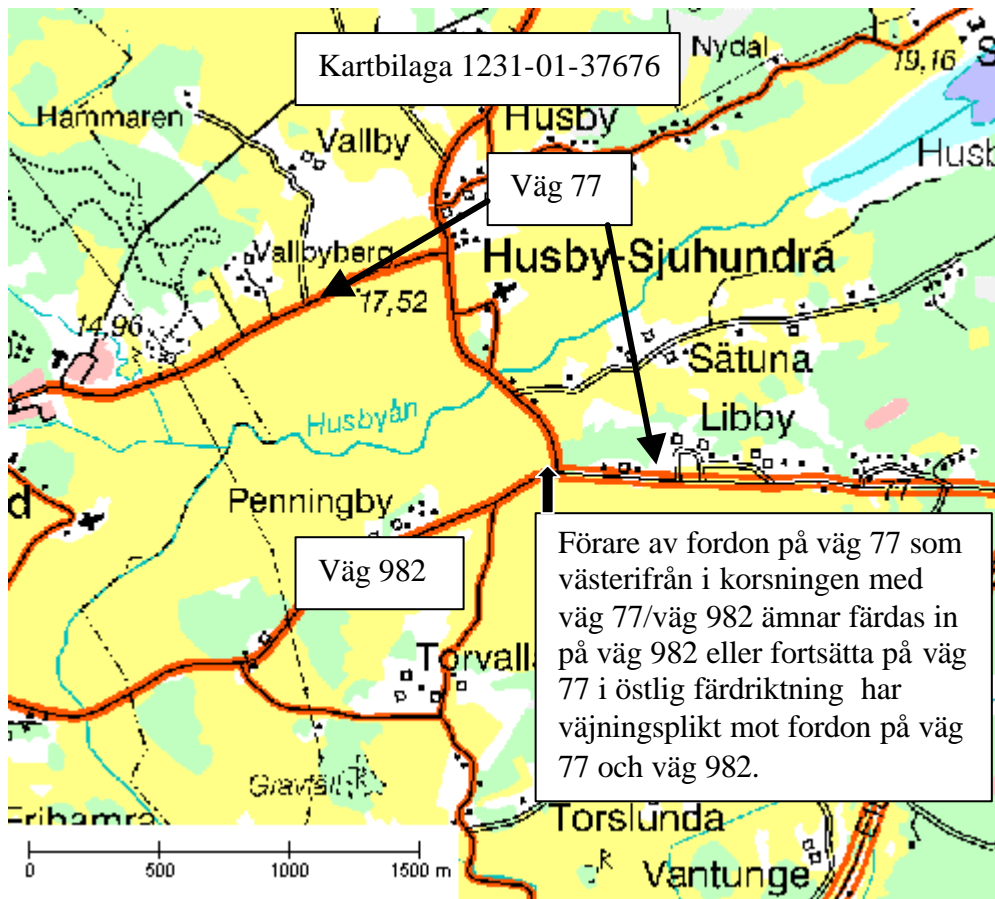 Kartbilaga 1231-01-37676
Nydal
19,16
S
Hammaren
Vallby
Husby
Husb
Väg 77
Vallbyberg
Husby-Sjuhundra
17,52
14,96
Sätuna
Husbyån
Libby
d
Penningby
77
Väg 982
Förare av fordon på väg 77 som
västerifrån i korsningen med
väg 77/väg 982 ämnar färdas in
på väg 982 eller fortsätta på väg
77 i östlig färdriktning har
väjningsplikt mot fordon på väg
77 och väg 982.
Torvalla
Gravfält
R
Frihamra
Torslunda
R
Vantunge
0 500 1000 1500 m